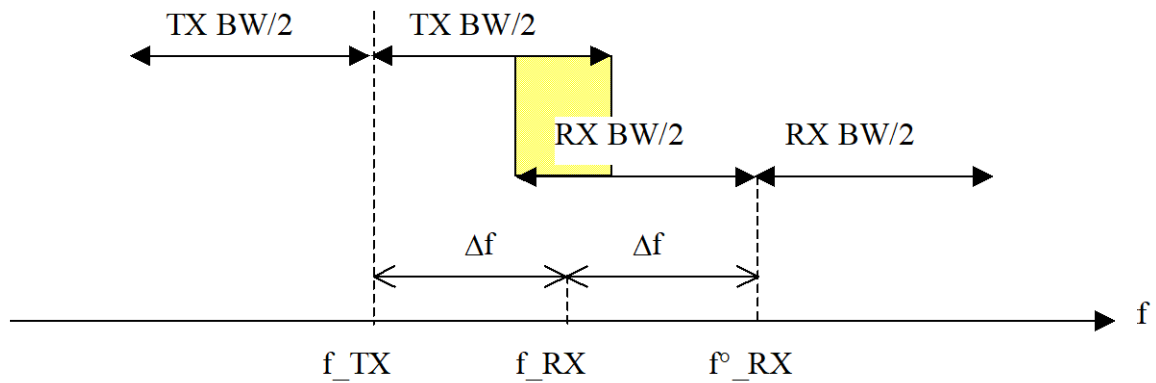 TX BW/2 TX BW/2
RX BW/2 RX BW/2
Δf Δf
f
f_TX f_RX f°_RX